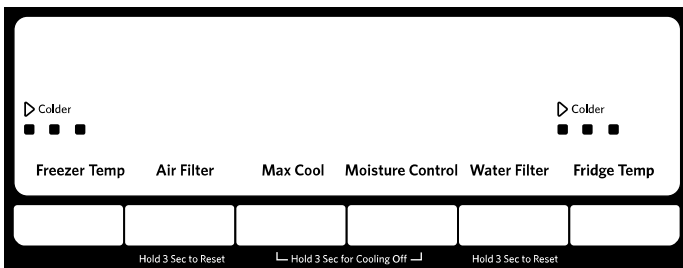 Colder Colder
Freezer Temp Air Filter Max Cool Moisture Control Water Filter Fridge Temp
Hold 3 Sec to Reset Hold 3 Sec for Cooling Off Hold 3 Sec to Reset